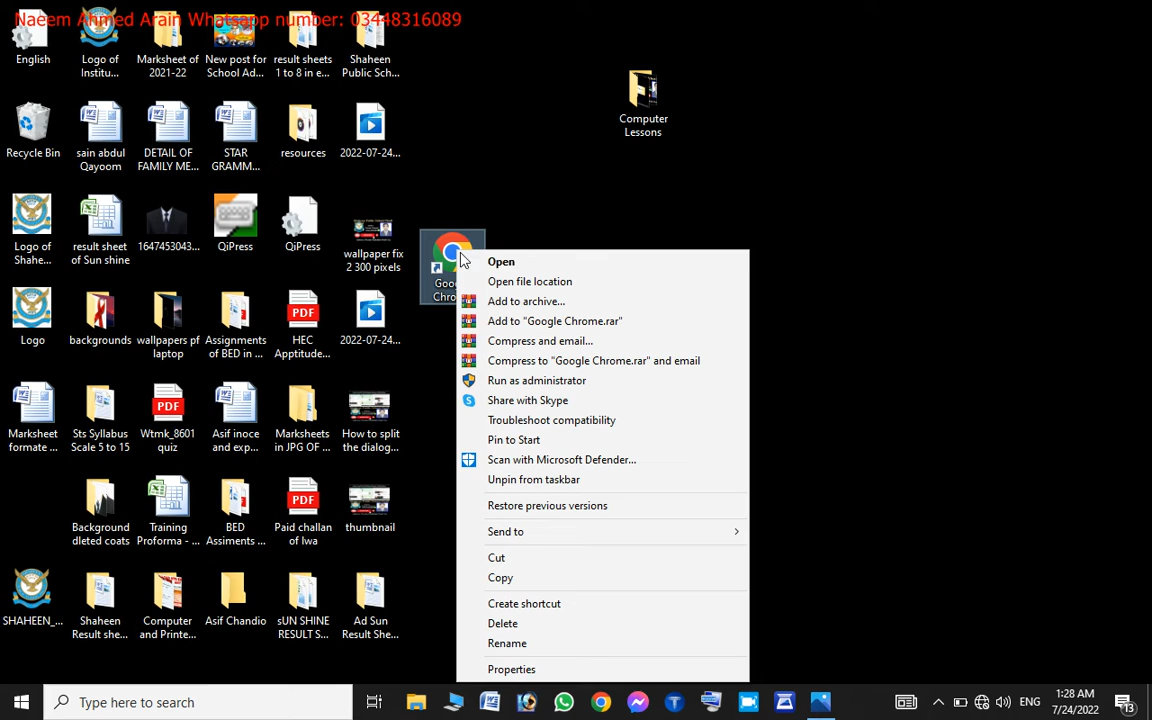 Naeem Ahmed Arain Whatsapp number: 03448316089
English
Logo of
Institu...
Marksheet of
2021-22
New post for
School Ad...
result sheets
1 to 8 in e...
Shaheen
Public Sch...
Computer
Lessons
Recycle Bin
sain abdul
Qayoom
DETAIL OF
FAMILY ME...
STAR
GRAMM...
resources
2022-07-24...
Logo of
Shahe...
result sheet
of Sun shine
1647453043...
QiPress
QiPress
wallpaper fix
2 300 pixels
Logo
backgrounds
wallpapers pf
laptop
Assignments
of BED in ...
HEC
Apptitude...
2022-07-24...
Marksheet
formate ...
Sts Syllabus
Scale 5 to 15
Wtmk_8601
quiz
Asif inoce
and exp...
Marksheets
in JPG OF ...
How to split
the dialog...
Background
dleted coats
Training
Proforma - ...
BED
Assiments ...
Paid challan
of Iwa
thumbnail
SHAHEEN_...
Shaheen
Result she...
Computer
and Printe...
Asif Chandio
sUN SHINE
RESULT S...
Ad Sun
Result She...
Open
Open file location
Add to archive...
Add to "Google Chrome.rar"
Compress and email...
Compress to "Google Chrome.rar" and email
Run as administrator
Share with Skype
Troubleshoot compatibility
Pin to Start
Scan with Microsoft Defender...
Unpin from taskbar
Restore previous versions
Send to
Cut
Copy
Create shortcut
Delete
Rename
Properties
Type here to search
ENG
1:28 AM
7/24/2022
13